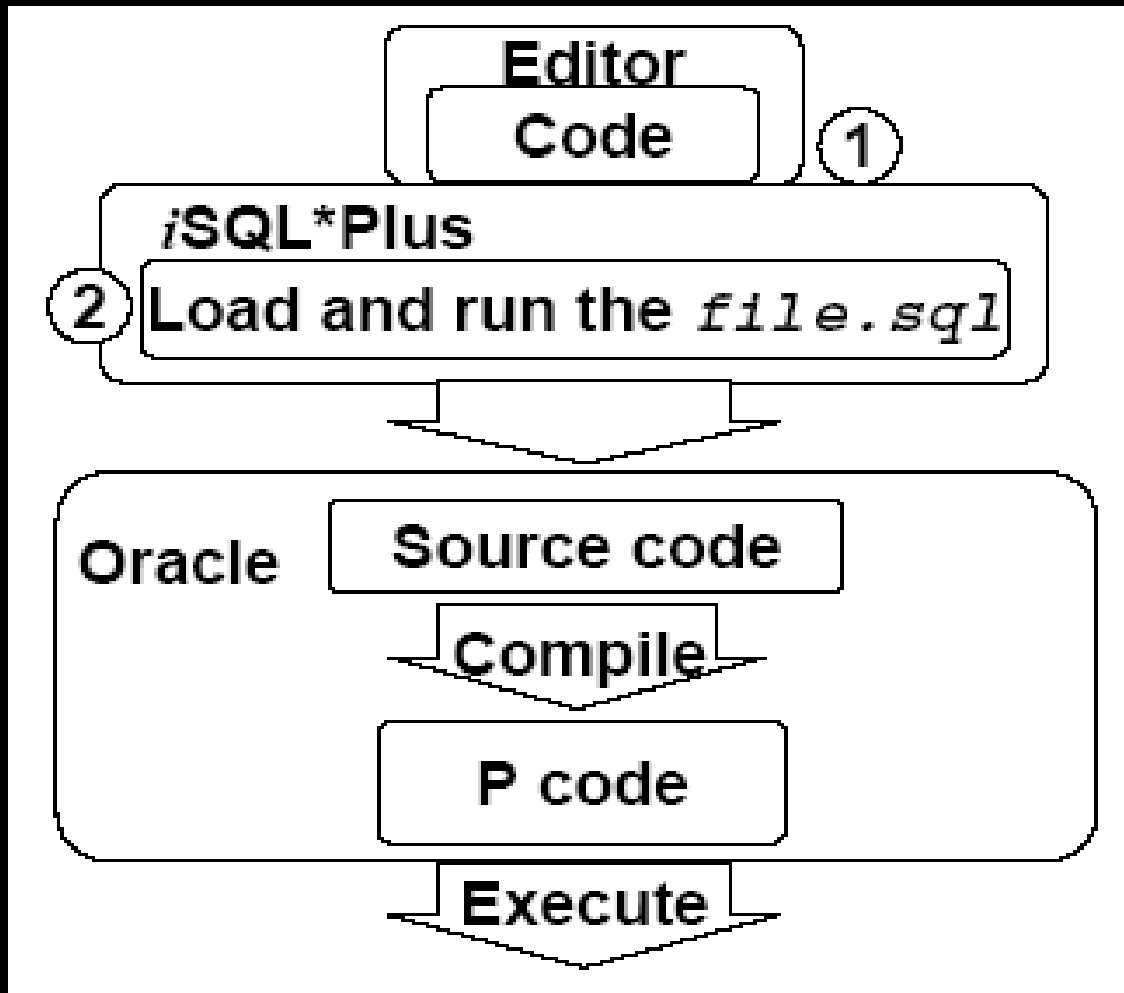 Editor
Code
1
iSQL*Plus
2
Load and run the file.sql
Oracle
Source code
Compile
P code
Execute